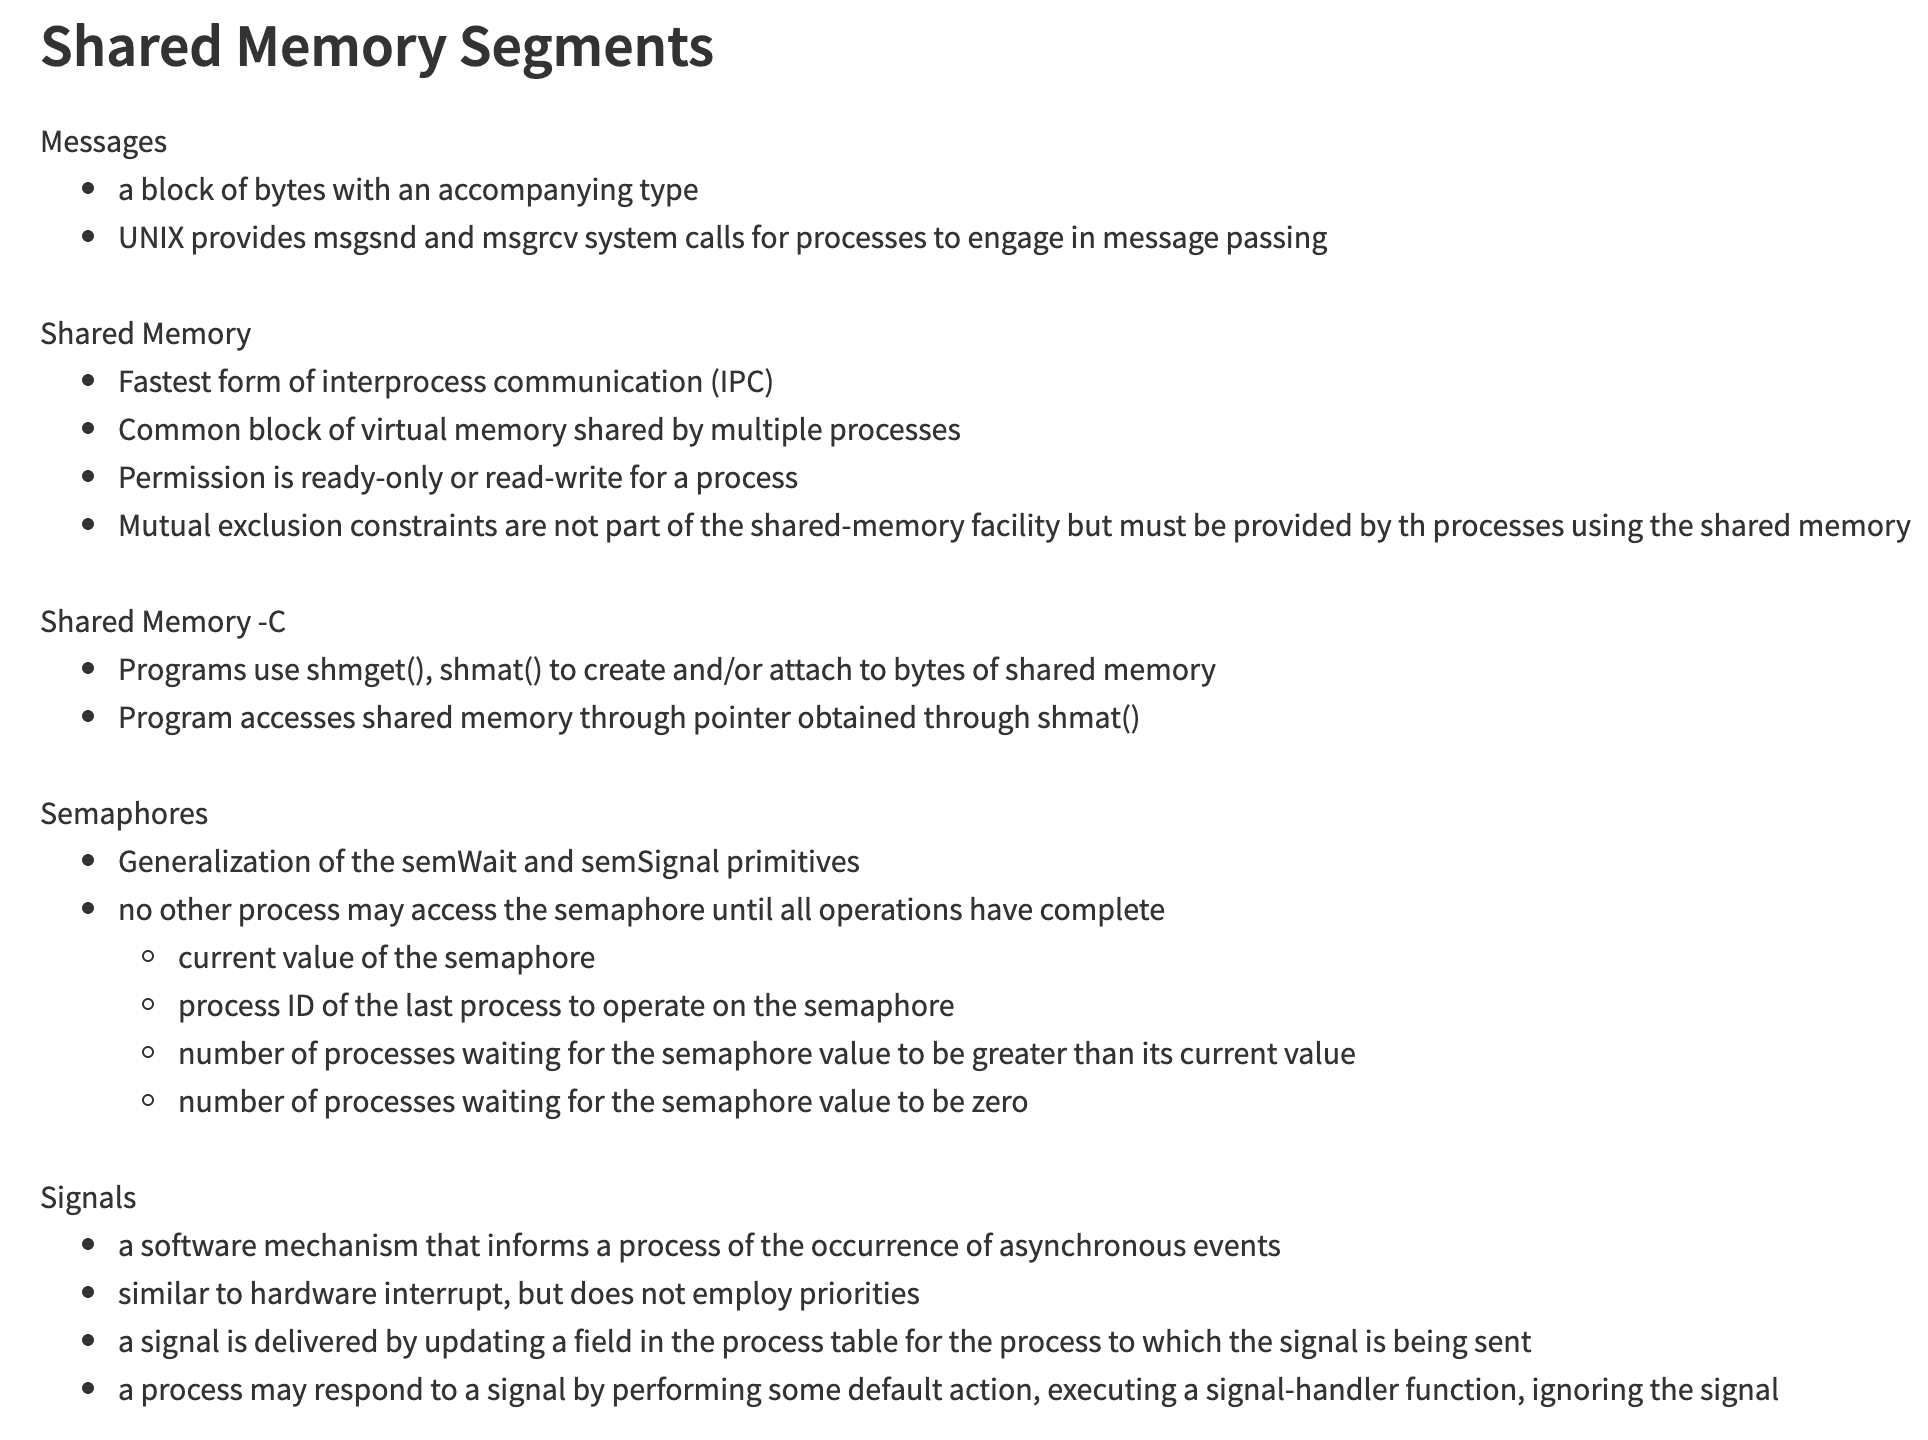 Shared Memory Segments
Messages
• a block of bytes with an accompanying type
• UNIX provides msgsnd and msgrcv system calls for processes to engage in message passing
Shared Memory
• Fastest form of interprocess communication (IPC)
• Common block of virtual memory shared by multiple processes
• Permission is ready-only or read-write for a process
• Mutual exclusion constraints are not part of the shared-memory facility but must be provided by th processes using the shared memory
Shared Memory -C
• Programs use shmget(), shmat() to create and/or attach to bytes of shared memory
• Program accesses shared memory through pointer obtained through shmat()
Semaphores
• Generalization of the semWait and semSignal primitives
• no other process may access the semaphore until all operations have complete
◦ current value of the semaphore
◦ process ID of the last process to operate on the semaphore
◦ number of processes waiting for the semaphore value to be greater than its current value
◦ number of processes waiting for the semaphore value to be zero
Signals
• a software mechanism that informs a process of the occurrence of asynchronous events
• similar to hardware interrupt, but does not employ priorities
• a signal is delivered by updating a field in the process table for the process to which the signal is being sent
• a process may respond to a signal by performing some default action, executing a signal-handler function, ignoring the signal